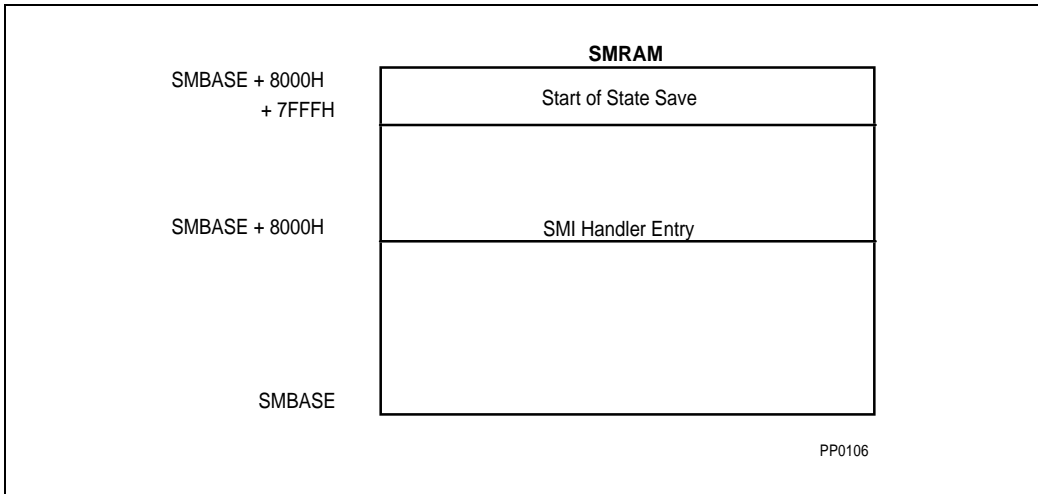 SMRAM
SMBASE + 8000H
+ 7FFFH
Start of State Save
SMBASE + 8000H
SMI Handler Entry
SMBASE
PP0106